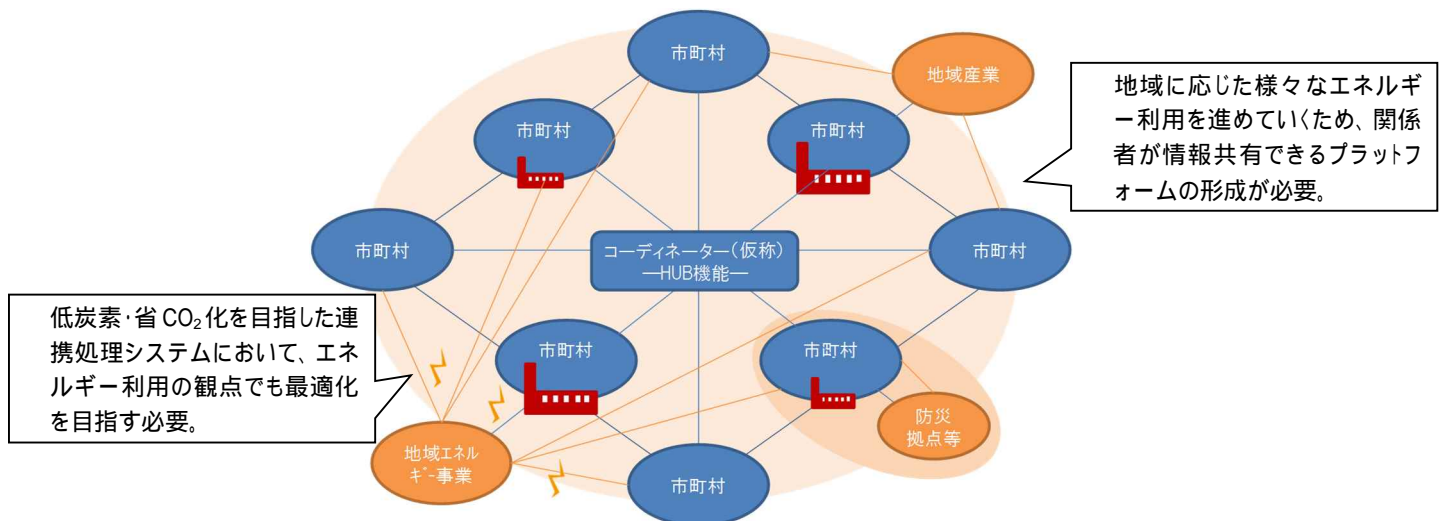 市町村
地域産業
地域に応じた様々なエネルギ
ー利用を進めていくため、関係
者が情報共有できるプラットフ
ォームの形成が必要。
市町村
市町村
市町村
コーディネーター(仮称)
―HUB機能―
市町村
低炭素・省CO₂化を目指した連
携処理システムにおいて、エネ
ルギー利用の観点でも最適化
を目指す必要。
市町村
市町村
防災
拠点等
地域エネル
ギー事業
市町村